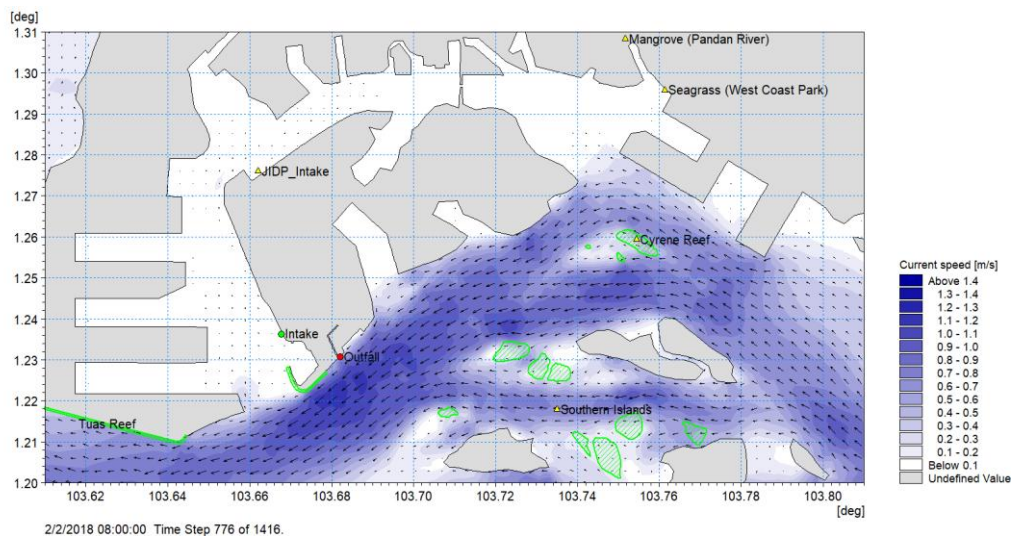 [deg]
1.31
1.30
1.29
1.28
1.27
1.26
1.25
1.24
1.23
1.22
1.21
1.20
Mangrove (Pandan River)
Seagrass (West Coast Park)
JIDP_Intake
Cyrene Reef
Intake
Outfall
Southern Islands
Tuas Reef
103.62 103.64 103.66 103.68 103.70 103.72 103.74 103.76 103.78 103.80
[deg]
Current speed [m/s]
Above 1.4
1.3 - 1.4
1.2 - 1.3
1.1 - 1.2
1.0 - 1.1
0.9 - 1.0
0.8 - 0.9
0.7 - 0.8
0.6 - 0.7
0.5 - 0.6
0.4 - 0.5
0.3 - 0.4
0.2 - 0.3
0.1 - 0.2
Below 0.1
Undefined Value
2/2/2018 08:00:00 Time Step 776 of 1416.